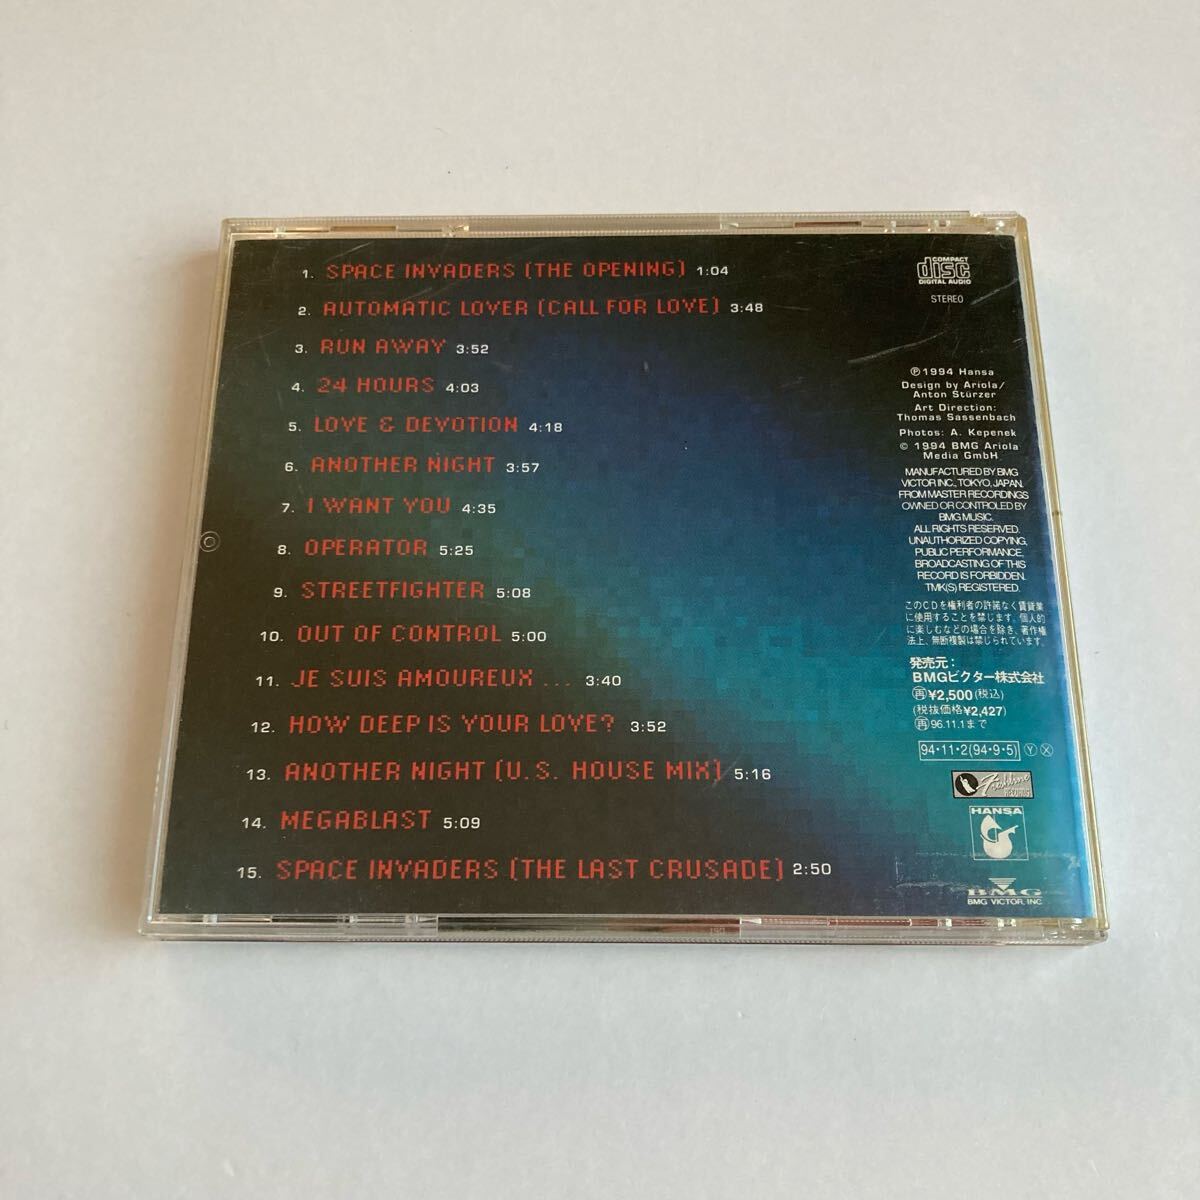 1. SPACE INVADERS (THE OPENING) 1:04
2. AUTOMATIC LOVER (CALL FOR LOVE) 3:48
3. RUN AWAY 3:52
4. 24 HOURS 4:03
5. LOVE & DEVOTION 4:18
6. ANOTHER NIGHT 3:57
7. I WANT YOU 4:35
8. OPERATOR 5:25
9. STREETFIGHTER 5:08
10. OUT OF CONTROL 5:00
11. JE SUIS AMOUREUX ... 3:40
12. HOW DEEP IS YOUR LOVE? 3:52
13. ANOTHER NIGHT (U.S. HOUSE MIX) 5:16
14. MEGABLAST 5:09
15. SPACE INVADERS (THE LAST CRUSADE) 2:50
COMPACT
disc
DIGITAL AUDIO
STEREO
℗ 1994 Hansa
Design by Ariola/
Anton Stürzer
Art Direction:
Thomas Sassenbach
Photos: A. Kepenek
© 1994 BMG Ariola
Media GmbH
MANUFACTURED BY BMG
VICTOR INC., TOKYO, JAPAN.
FROM MASTER RECORDINGS
OWNED OR CONTROLED BY
BMG MUSIC.
ALL RIGHTS RESERVED.
UNAUTHORIZED COPYING,
PUBLIC PERFORMANCE,
BROADCASTING OF THIS
RECORD IS FORBIDDEN.
TMK(S) REGISTERED.
このCDを権利者の許諾なく賃貸業
に使用することを禁じます。個人的
に楽しむなどの場合を除き、著作権
法上、無断複製は禁じられています。
発売元：
BMGビクター株式会社
再¥2,500(税込)
(税抜価格¥2,427)
再96.11.1まで
94・11・2(94・9・5) Y X
RECORDS
HANSA
BMG
BMG VICTOR, INC